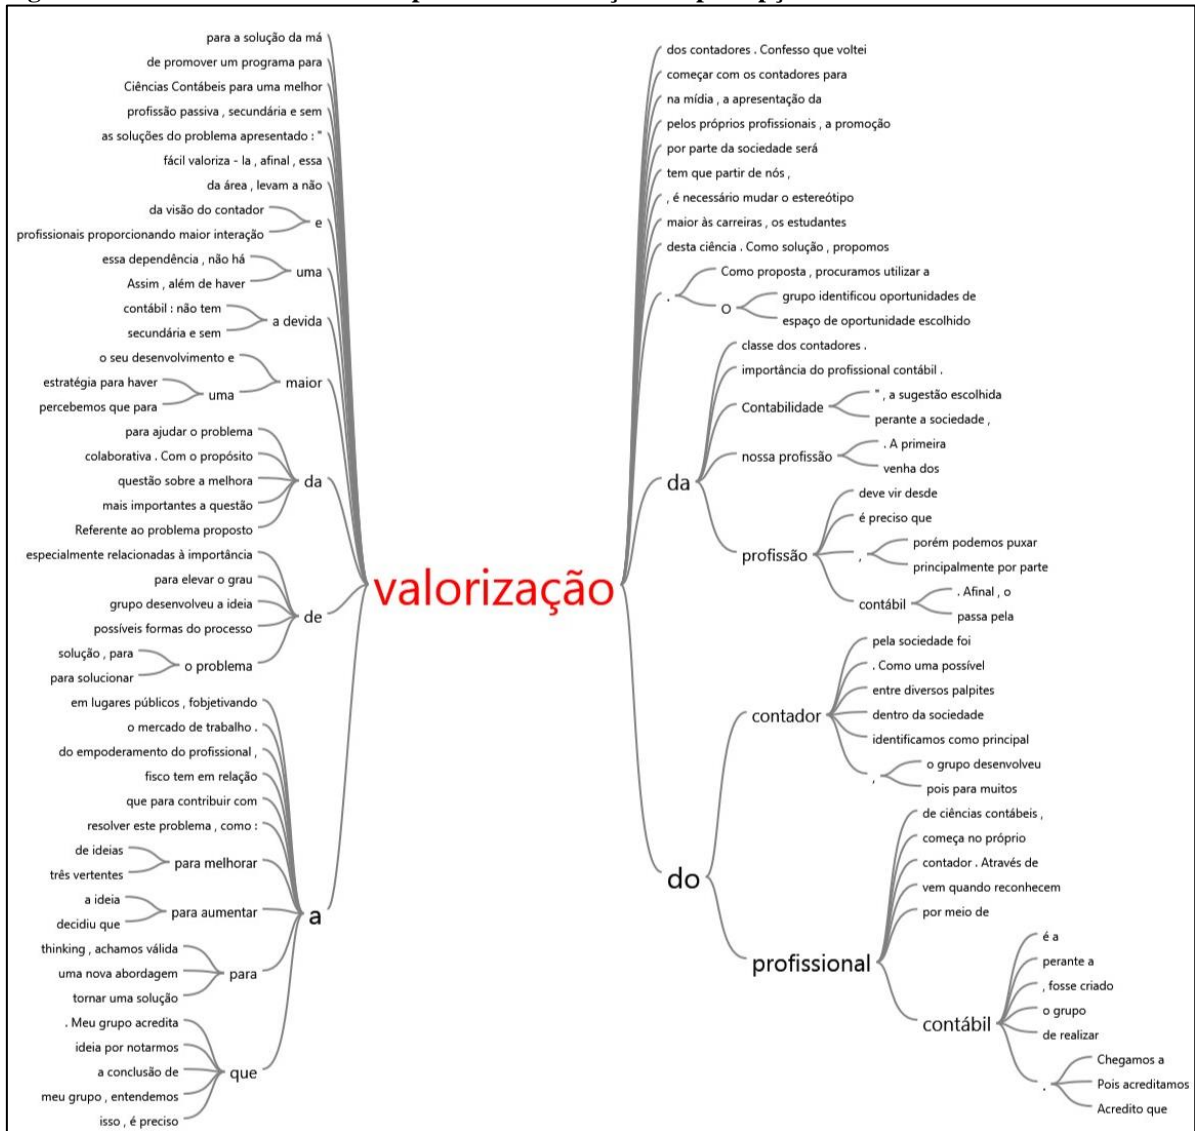 para a solução da má
de promover um programa para
Ciências Contábeis para uma melhor
profissão passiva , secundária e sem
as soluções do problema apresentado : "
fácil valoriza - la , afinal , essa
da área , levam a não
da visão do contador
profissionais proporcionando maior interação
e
essa dependência , não há
Assim , além de haver
uma
contábil : não tem
secundária e sem
a devida
o seu desenvolvimento e
estratégia para haver
percebemos que para
uma
maior
para ajudar o problema
colaborativa . Com o propósito
questão sobre a melhora
mais importantes a questão
Referente ao problema proposto
da
especialmente relacionadas à importância
para elevar o grau
grupo desenvolveu a ideia
possíveis formas do processo
solução , para
para solucionar
o problema
de
em lugares públicos , fobjetivando
o mercado de trabalho .
do empoderamento do profissional ,
fisco tem em relação
que para contribuir com
resolver este problema , como :
de ideias
três vertentes
para melhorar
a ideia
decidiu que
para aumentar
thinking , achamos válida
uma nova abordagem
tornar uma solução
para
. Meu grupo acredita
ideia por notarmos
a conclusão de
meu grupo , entendemos
isso , é preciso
que
a
valorização
dos contadores . Confesso que voltei
começar com os contadores para
na mídia , a apresentação da
pelos próprios profissionais , a promoção
por parte da sociedade será
tem que partir de nós ,
, é necessário mudar o estereótipo
maior às carreiras , os estudantes
desta ciência . Como solução , propomos
.
Como proposta , procuramos utilizar a
O
grupo identificou oportunidades de
espaço de oportunidade escolhido
da
classe dos contadores .
importância do profissional contábil .
Contabilidade
" , a sugestão escolhida
perante a sociedade ,
nossa profissão
. A primeira
venha dos
profissão
deve vir desde
é preciso que
,
porém podemos puxar
principalmente por parte
contábil
. Afinal , o
passa pela
do
contador
pela sociedade foi
. Como uma possível
entre diversos palpites
dentro da sociedade
identificamos como principal
,
o grupo desenvolveu
pois para muitos
profissional
de ciências contábeis ,
começa no próprio
contador . Através de
vem quando reconhecem
por meio de
contábil
é a
perante a
, fosse criado
o grupo
de realizar
.
Chegamos a
Pois acreditamos
Acredito que